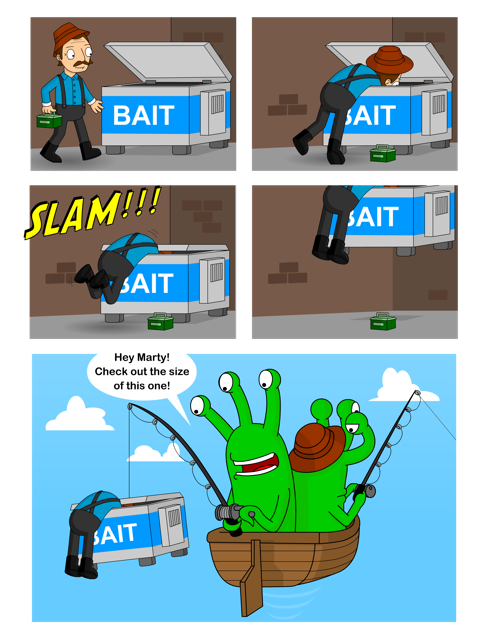 BAIT
BAIT
SLAM!!!
BAIT
BAIT
Hey Marty!
Check out the size
of this one!
BAIT